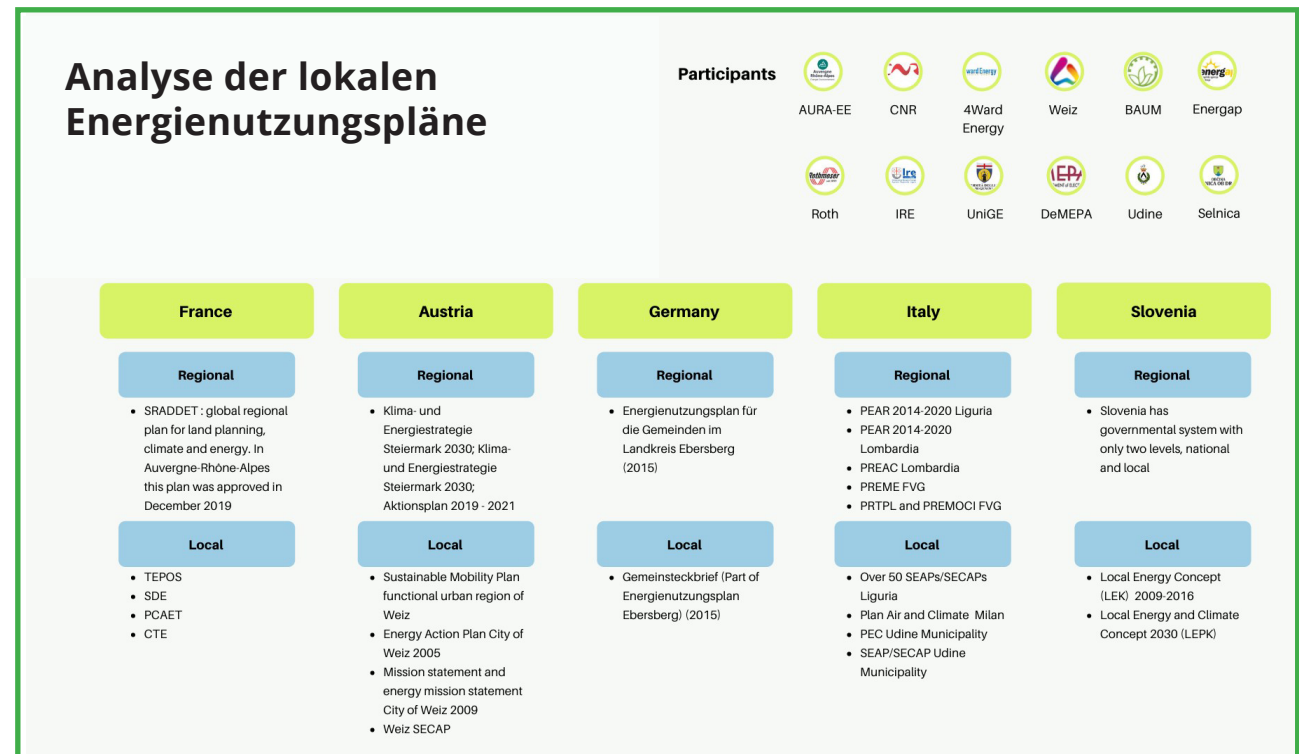 Analyse der lokalen
Energienutzungspläne
Participants
AURA-EE
CNR
4Ward
Energy
Weiz
BAUM
Energap
Roth
IRE
UniGE
DeMEPA
Udine
Selnica
France
Regional
• SRADDET : global regional
plan for land planning,
climate and energy. In
Auvergne-Rhône-Alpes
this plan was approved in
December 2019
Local
• TEPOS
• SDE
• PCAET
• CTE
Austria
Regional
• Klima- und
Energiestrategie
Steiermark 2030; Klima-
und Energiestrategie
Steiermark 2030;
Aktionsplan 2019 - 2021
Local
• Sustainable Mobility Plan
functional urban region of
Weiz
• Energy Action Plan City of
Weiz 2005
• Mission statement and
energy mission statement
City of Weiz 2009
• Weiz SECAP
Germany
Regional
• Energienutzungsplan für
die Gemeinden im
Landkreis Ebersberg
(2015)
Local
• Gemeinsteckbrief (Part of
Energienutzungsplan
Ebersberg) (2015)
Italy
Regional
• PEAR 2014-2020 Liguria
• PEAR 2014-2020
Lombardia
• PREAC Lombardia
• PREME FVG
• PRTPL and PREMOCI FVG
Local
• Over 50 SEAPs/SECAPs
Liguria
• Plan Air and Climate Milan
• PEC Udine Municipality
• SEAP/SECAP Udine
Municipality
Slovenia
Regional
• Slovenia has
governmental system with
only two levels, national
and local
Local
• Local Energy Concept
(LEK) 2009-2016
• Local Energy and Climate
Concept 2030 (LEPK)